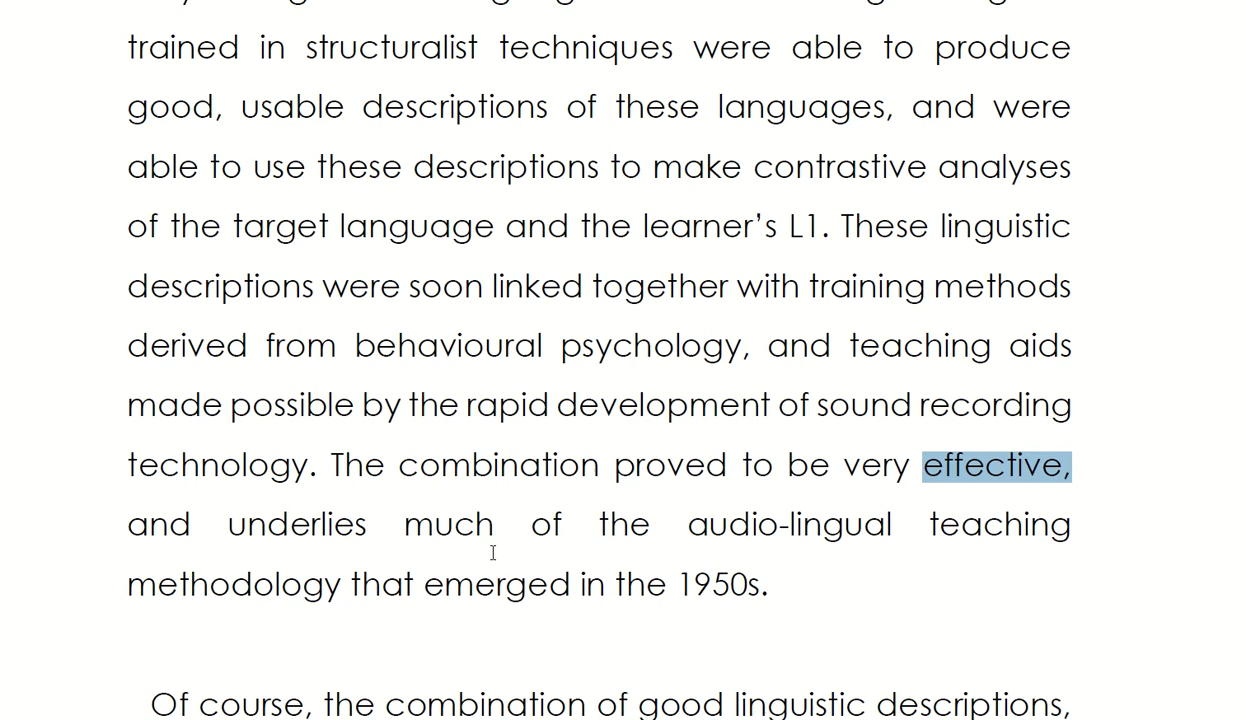 trained in structuralist techniques were able to produce
good, usable descriptions of these languages, and were
able to use these descriptions to make contrastive analyses
of the target language and the learner’s L1. These linguistic
descriptions were soon linked together with training methods
derived from behavioural psychology, and teaching aids
made possible by the rapid development of sound recording
technology. The combination proved to be very effective,
and underlies much of the audio-lingual teaching
methodology that emerged in the 1950s.
Of course, the combination of good linguistic descriptions,